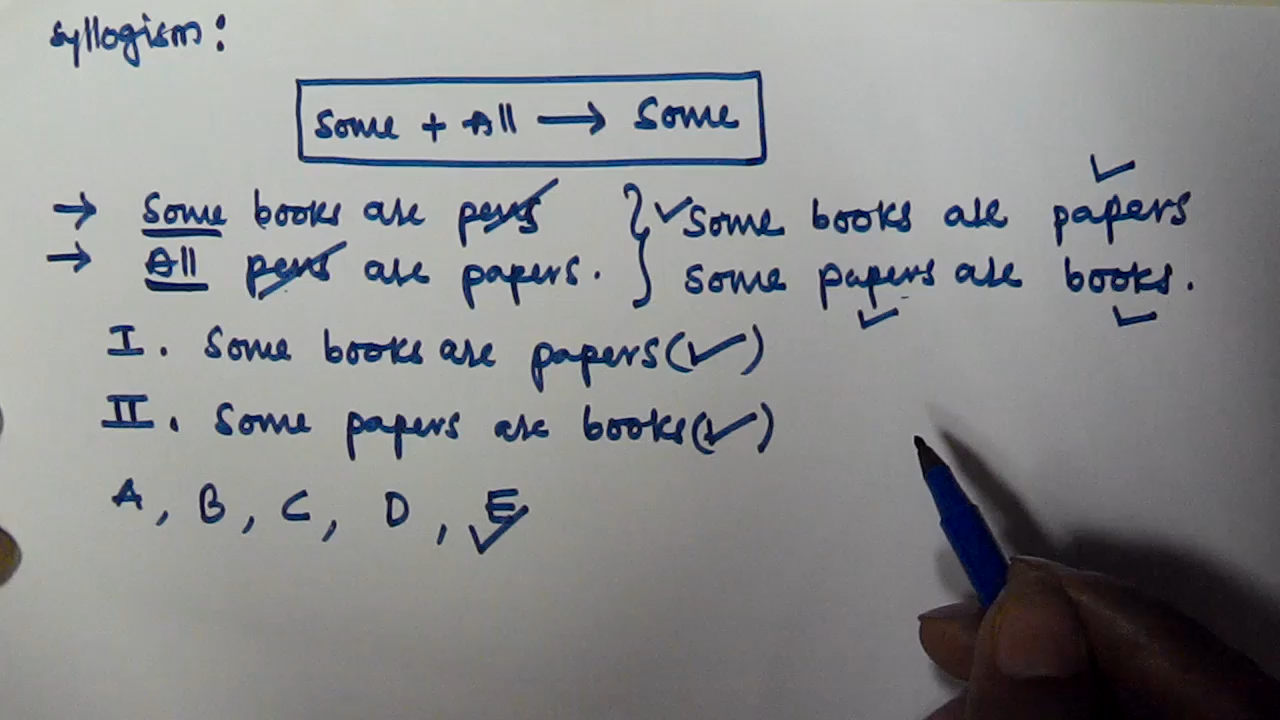 Syllogism:
Some + All → Some
→ Some books are pens } ✓Some books are papers ✓
→ All pens are papers. } Some papers are books. ✓ ✓
I. Some books are papers(✓)
II. Some papers are books(✓)
A, B, C, D, E ✓